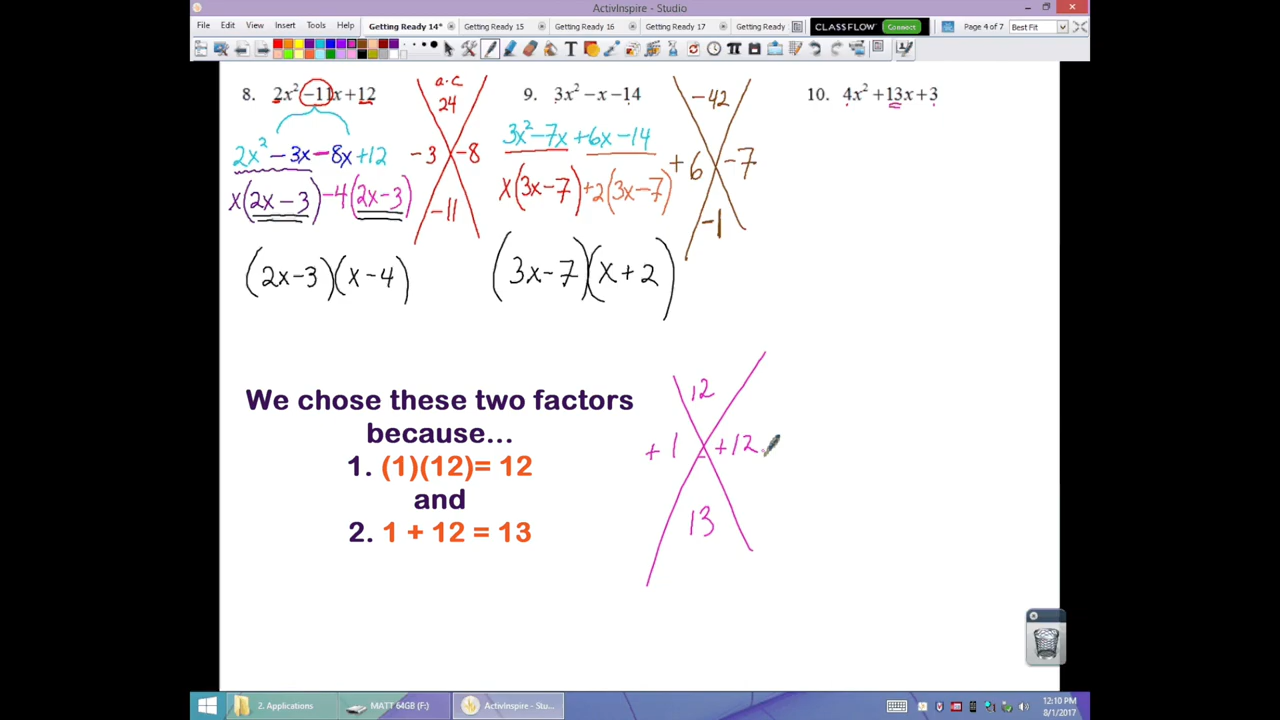 ActivInspire - Studio
File Edit View Insert Tools Help
Getting Ready 14* Getting Ready 15 Getting Ready 16 Getting Ready 17 Getting Ready CLASSFLOW Connect Page 4 of 7 Best Fit
8. 2x² −11x+12
a·c
24
2x² − 3x − 8x + 12
-3 -8
x(2x − 3) −4(2x−3)
-11
(2x−3)(x−4)
9. 3x² − x −14
-42
3x² −7x +6x −14
+6 -7
x(3x−7)+2(3x−7)
-1
(3x−7)(x+2)
10. 4x² +13x+3
We chose these two factors
because...
1. (1)(12)= 12
and
2. 1 + 12 = 13
12
+1 +12
13
2. Applications MATT 64GB (F:) ActivInspire - Stu...
12:10 PM
8/1/2017